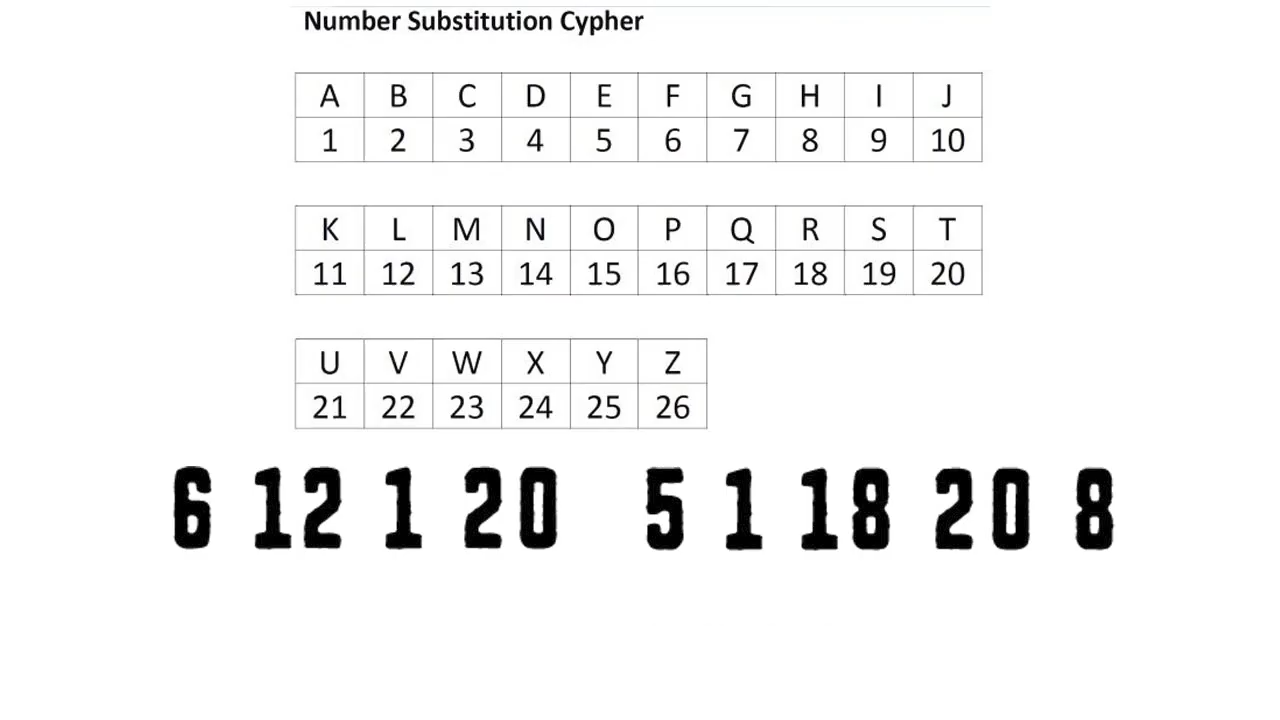 Number Substitution Cypher
A B C D E F G H I J
1 2 3 4 5 6 7 8 9 10
K L M N O P Q R S T
11 12 13 14 15 16 17 18 19 20
U V W X Y Z
21 22 23 24 25 26
6 12 1 20 5 1 18 20 8